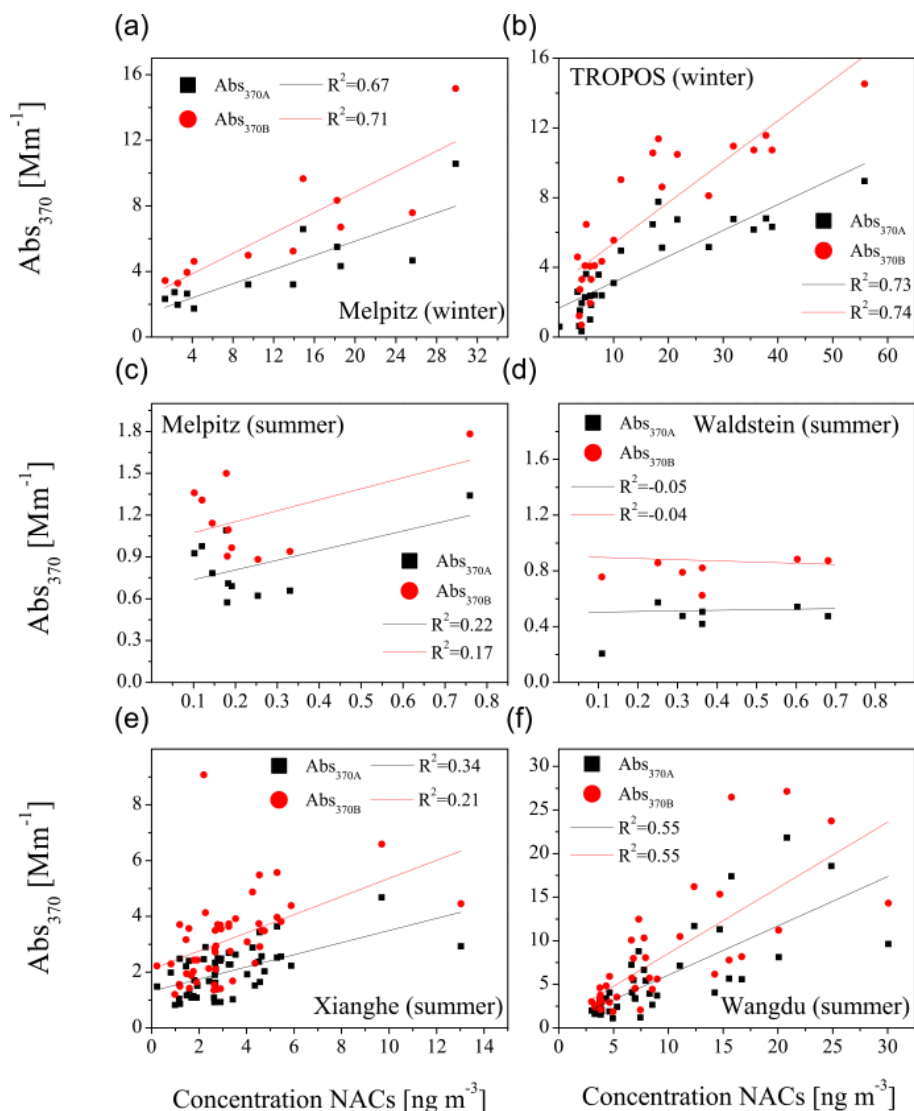 (a)
(b)
Abs370 [Mm-1]
16
12
8
4
0
Abs370A R2=0.67
Abs370B R2=0.71
Melpitz (winter)
0 4 8 12 16 20 24 28 32
16
12
8
4
0
TROPOS (winter)
Abs370A
Abs370B
R2=0.73
R2=0.74
0 10 20 30 40 50 60
(c)
(d)
Abs370 [Mm-1]
1.8
1.5
1.2
0.9
0.6
0.3
0.0
Melpitz (summer)
Abs370A
Abs370B
R2=0.22
R2=0.17
0.1 0.2 0.3 0.4 0.5 0.6 0.7 0.8
1.6
1.2
0.8
0.4
0.0
Abs370A
Waldstein (summer)
Abs370B
R2=-0.05
R2=-0.04
0.1 0.2 0.3 0.4 0.5 0.6 0.7 0.8
(e)
(f)
Abs370 [Mm-1]
8
6
4
2
0
Abs370A R2=0.34
Abs370B R2=0.21
Xianghe (summer)
0 2 4 6 8 10 12 14
Concentration NACs [ng m-3]
30
25
20
15
10
5
0
Abs370A
Abs370B
R2=0.55
R2=0.55
Wangdu (summer)
0 5 10 15 20 25 30
Concentration NACs [ng m-3]